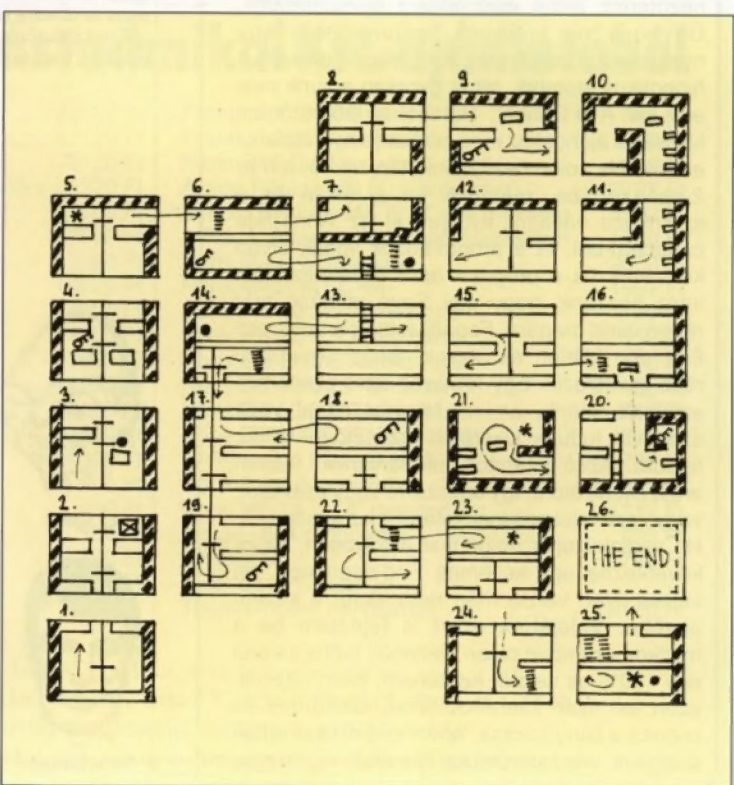 8. 9. 10.
5. 6. 7. 12. 11.
4. 14. 13. 15. 16.
3. 17. 18. 21. 20.
2. 19. 22. 23. 26.
THE END
1. 24. 25.